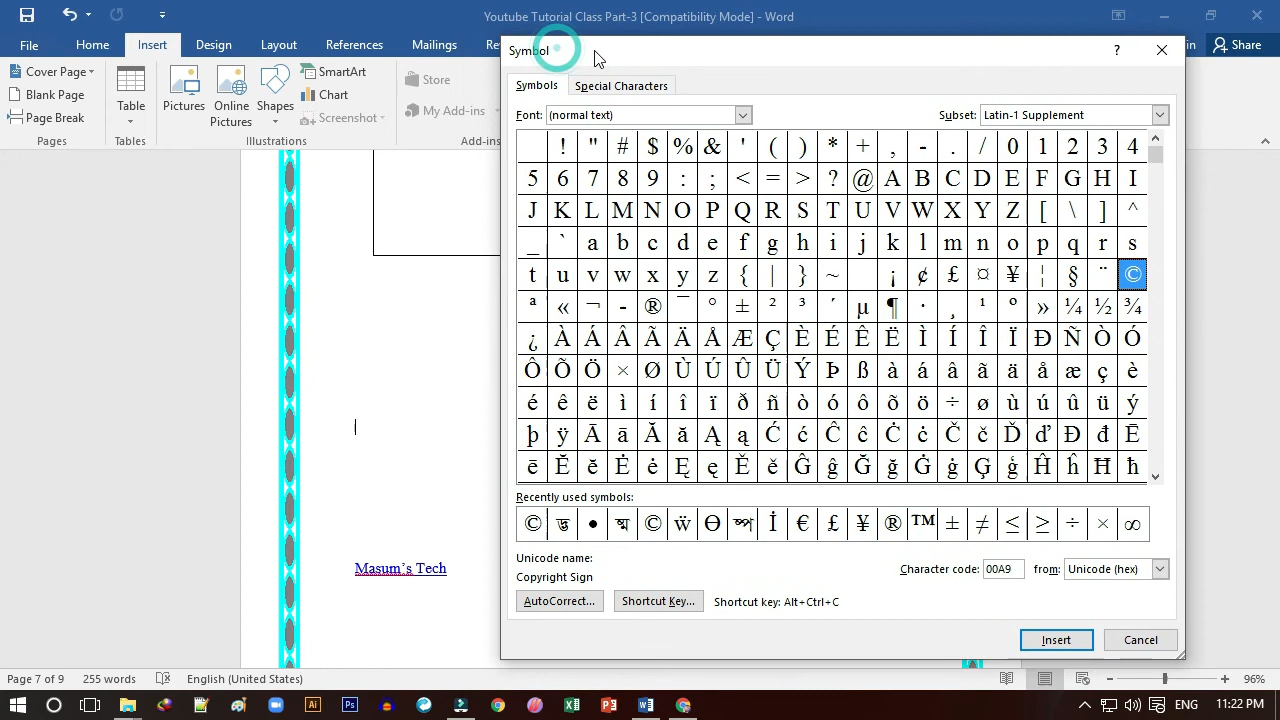 Youtube Tutorial Class Part-3 [Compatibility Mode] - Word
File Home Insert Design Layout References Mailings
Share
Cover Page
Blank Page
Page Break
Pages
Table
Tables
Pictures
Online Pictures
Shapes
SmartArt
Chart
Screenshot
Illustrations
Store
My Add-ins
Symbol
Symbols Special Characters
Font: (normal text) Subset: Latin-1 Supplement
! " # $ % & ' ( ) * + , - . / 0 1 2 3 4
5 6 7 8 9 : ; < = > ? @ A B C D E F G H I
J K L M N O P Q R S T U V W X Y Z [ \ ] ^
_ ` a b c d e f g h i j k l m n o p q r s
t u v w x y z { | } ~ ¡ ¢ £ ¤ ¥ ¦ § ¨ ©
ª « ¬ - ® ¯ ° ± ² ³ ´ µ ¶ · ¸ ¹ º » ¼ ½ ¾
¿ À Á Â Ã Ä Å Æ Ç È É Ê Ë Ì Í Î Ï Ð Ñ Ò Ó
Ô Õ Ö × Ø Ù Ú Û Ü Ý Þ ß à á â ã ä å æ ç è
é ê ë ì í î ï ð ñ ò ó ô õ ö ÷ ø ù ú û ü ý
þ ÿ Ā ā Ă ă Ą ą Ć ć Ĉ ĉ Ċ ċ Č č Ď ď Đ đ Ē
ē Ĕ ĕ Ė ė Ę ę Ě ě Ĝ ĝ Ğ ğ Ġ ġ Ģ ģ Ĥ ĥ Ħ ħ
Recently used symbols:
© ● © ẅ Ɵ İ € £ ¥ ® ™ ± ≠ ≤ ≥ ÷ × ∞
Unicode name:
Copyright Sign
Character code: 00A9 from: Unicode (hex)
AutoCorrect... Shortcut Key... Shortcut key: Alt+Ctrl+C
Insert Cancel
Masum's Tech
Page 7 of 9 255 words English (United States) 96%
ENG 11:22 PM